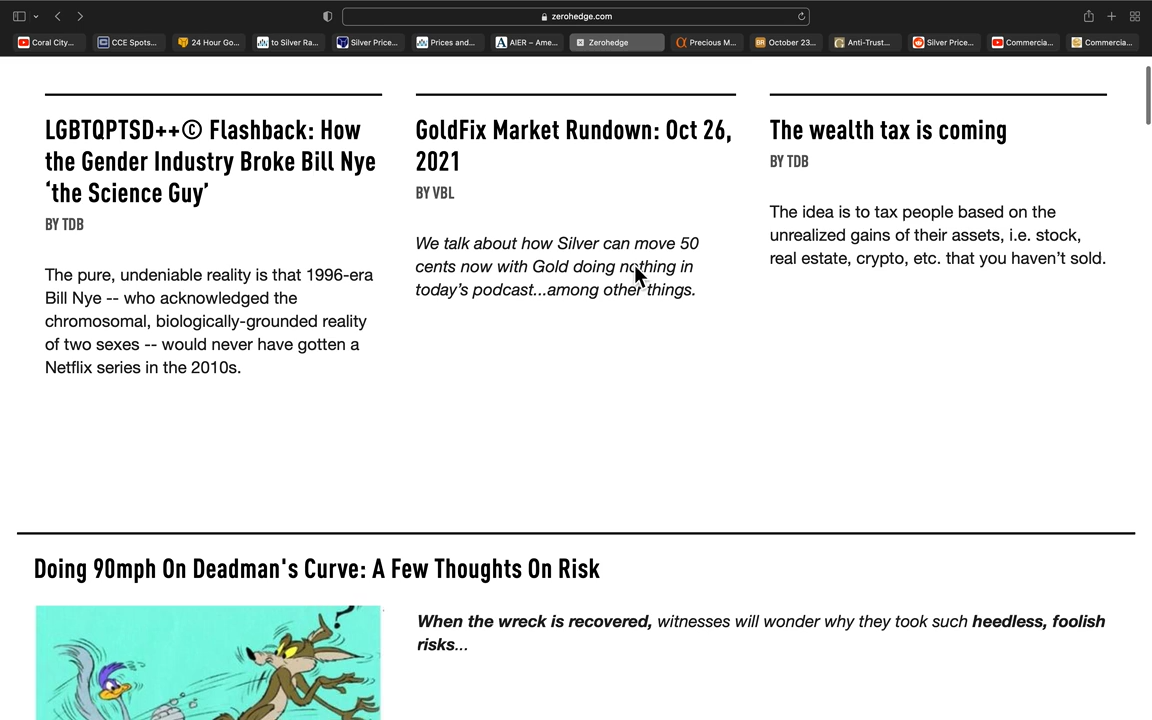 zerohedge.com
Coral City...
CCE Spots...
24 Hour Go...
to Silver Ra...
Silver Price...
Prices and...
AIER – Ame...
Zerohedge
Precious M...
October 23...
Anti-Trust...
Silver Price...
Commercia...
Commercia...
LGBTQPTSD++© Flashback: How
the Gender Industry Broke Bill Nye
‘the Science Guy’
BY TDB
The pure, undeniable reality is that 1996-era
Bill Nye -- who acknowledged the
chromosomal, biologically-grounded reality
of two sexes -- would never have gotten a
Netflix series in the 2010s.
GoldFix Market Rundown: Oct 26,
2021
BY VBL
We talk about how Silver can move 50
cents now with Gold doing nothing in
today’s podcast...among other things.
The wealth tax is coming
BY TDB
The idea is to tax people based on the
unrealized gains of their assets, i.e. stock,
real estate, crypto, etc. that you haven’t sold.
Doing 90mph On Deadman's Curve: A Few Thoughts On Risk
?
When the wreck is recovered, witnesses will wonder why they took such heedless, foolish
risks...